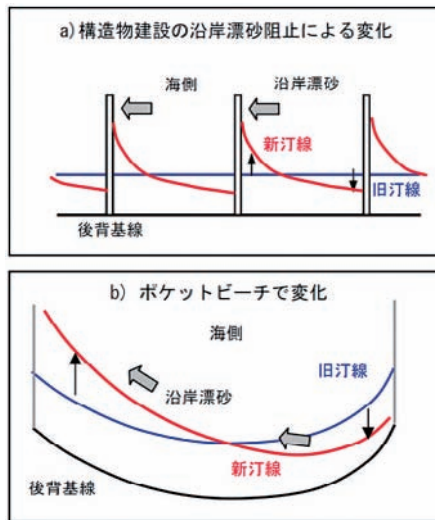 a)構造物建設の沿岸漂砂阻止による変化
海側
沿岸漂砂
新汀線
旧汀線
後背基線
b) ポケットビーチで変化
海側
旧汀線
沿岸漂砂
新汀線
後背基線